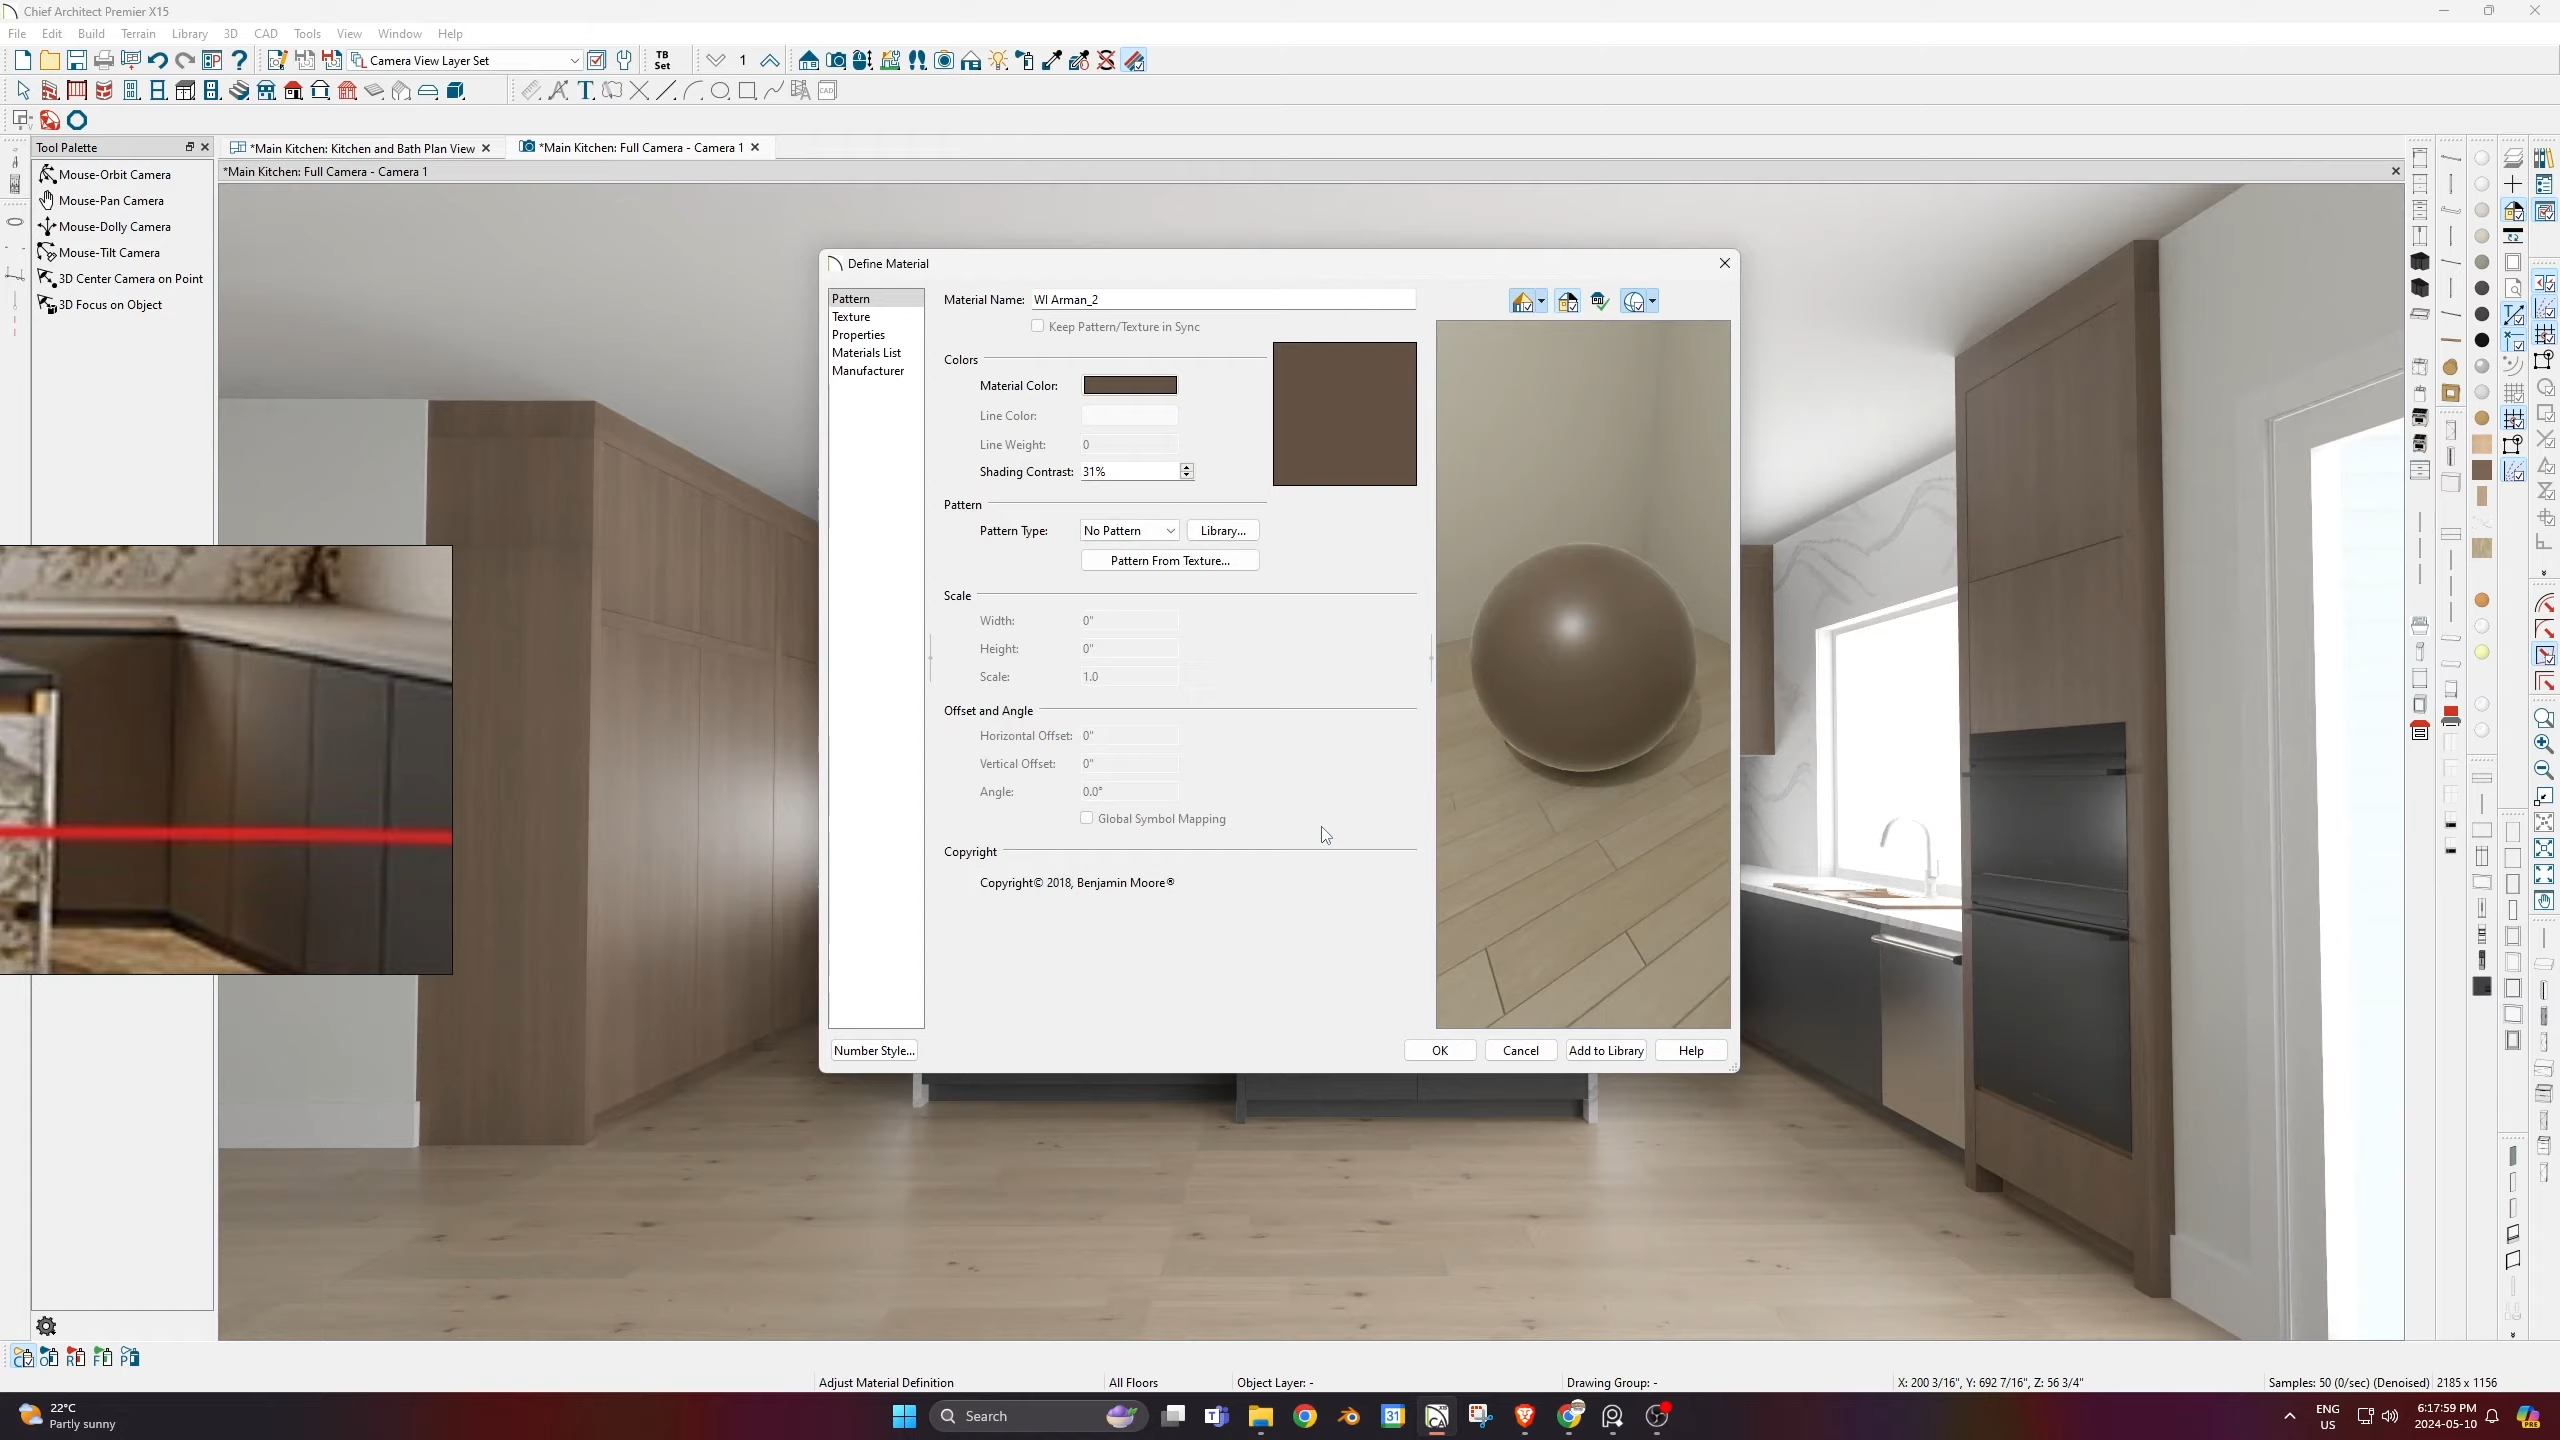 Chief Architect Premier X15
File Edit Build Terrain Library 3D CAD Tools View Window Help
Camera View Layer Set
TB Set
1
Tool Palette
*Main Kitchen: Kitchen and Bath Plan View
*Main Kitchen: Full Camera - Camera 1
*Main Kitchen: Full Camera - Camera 1
Mouse-Orbit Camera
Mouse-Pan Camera
Mouse-Dolly Camera
Mouse-Tilt Camera
3D Center Camera on Point
3D Focus on Object
Define Material
Pattern
Texture
Properties
Materials List
Manufacturer
Material Name: WI Arman_2
Keep Pattern/Texture in Sync
Colors
Material Color:
Line Color:
Line Weight: 0
Shading Contrast: 31%
Pattern
Pattern Type: No Pattern Library...
Pattern From Texture...
Scale
Width: 0"
Height: 0"
Scale: 1.0
Offset and Angle
Horizontal Offset: 0"
Vertical Offset: 0"
Angle: 0.0°
Global Symbol Mapping
Copyright
Copyright© 2018, Benjamin Moore®
Number Style... OK Cancel Add to Library Help
Adjust Material Definition All Floors Object Layer: - Drawing Group: - X: 200 3/16", Y: 692 7/16", Z: 56 3/4" Samples: 50 (0/sec) (Denoised) 2185 x 1156
22°C
Partly sunny
Search
31
ENG
US
6:17:59 PM
2024-05-10